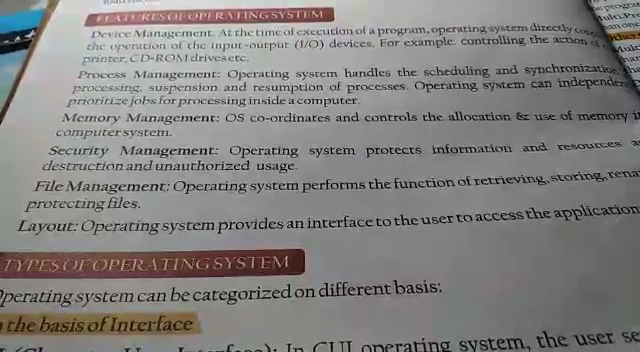 FEATURES OF OPERATING SYSTEM
Device Management: At the time of execution of a program, operating system directly
the operation of the input-output (I/O) devices. For example: controlling the action of
printer, CD-ROM drives etc.
Process Management: Operating system handles the scheduling and synchronization
processing, suspension and resumption of processes. Operating system can
prioritize jobs for processing inside a computer.
Memory Management: OS co-ordinates and controls the allocation & use of memory
computer system.
Security Management: Operating system protects information and resources
destruction and unauthorized usage.
File Management: Operating system performs the function of retrieving, storing,
protecting files.
Layout: Operating system provides an interface to the user to access the application
TYPES OF OPERATING SYSTEM
Operating system can be categorized on different basis:
the basis of Interface
In CUI operating system, the user